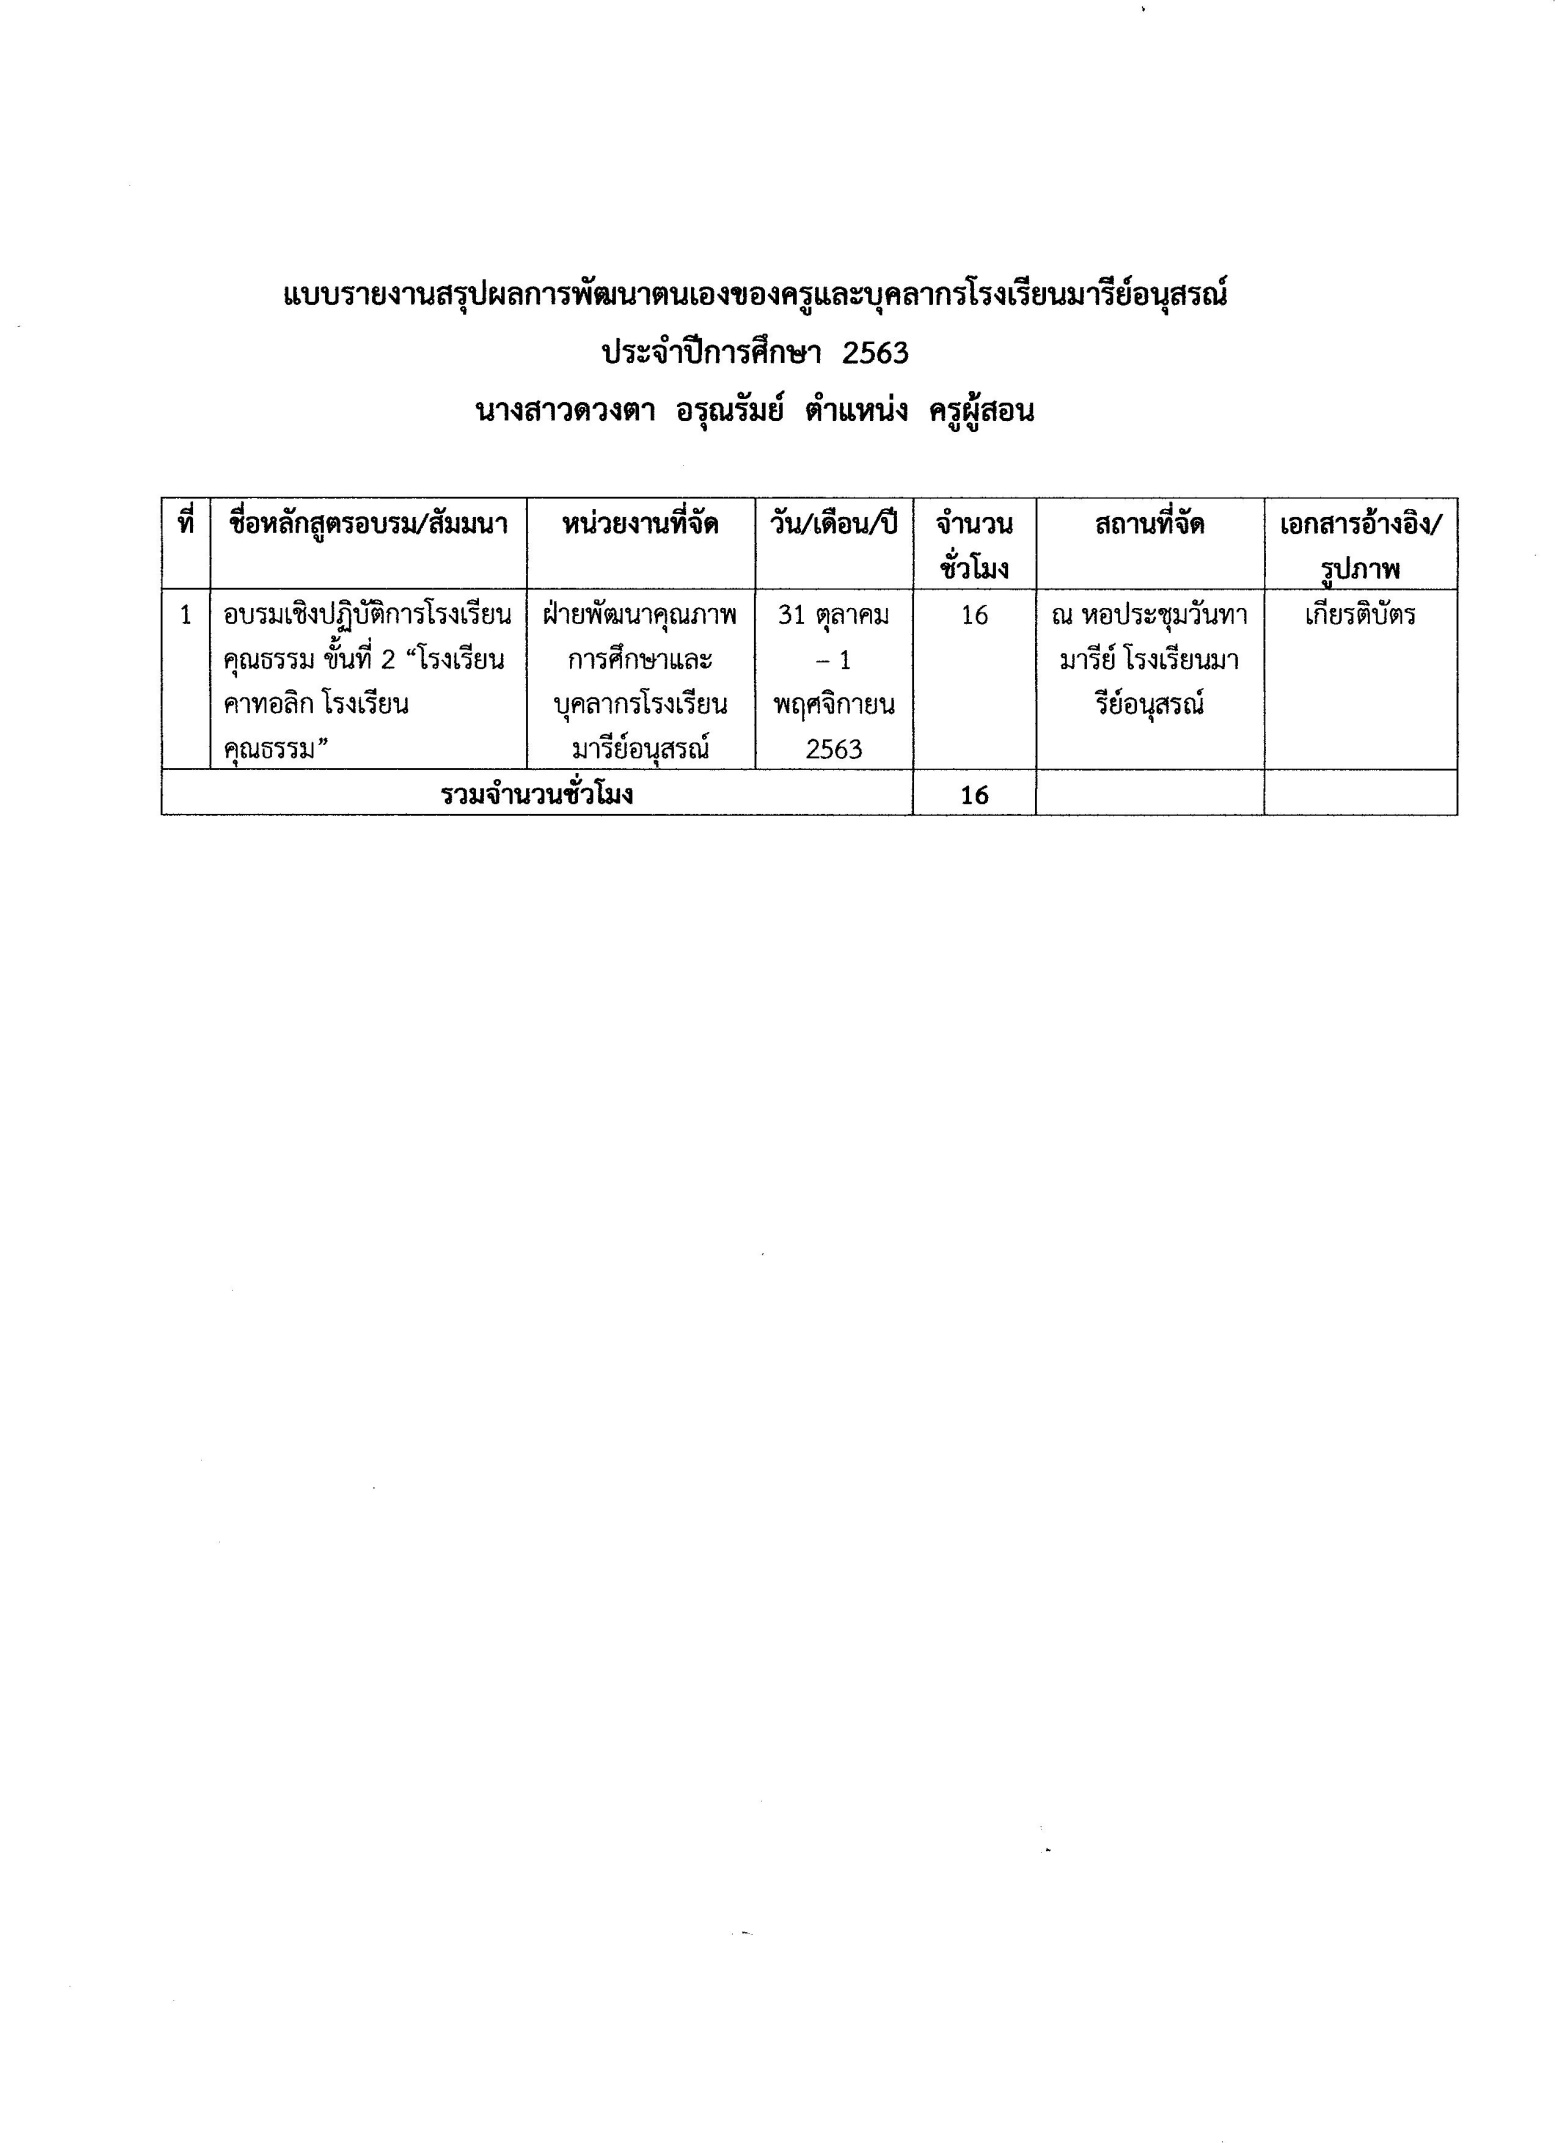 แบบรายงานสรุปผลการพัฒนาตนเองของครูและบุคลากรโรงเรียนมารีย์อนุสรณ์
ประจำปีการศึกษา 2563
นางสาวดวงตา อรุณรัมย์ ตำแหน่ง ครูผู้สอน
ที่ ชื่อหลักสูตรอบรม/สัมมนา หน่วยงานที่จัด วัน/เดือน/ปี จำนวน สถานที่จัด เอกสารอ้างอิง/
ชั่วโมง รูปภาพ
1 อบรมเชิงปฏิบัติการโรงเรียน ฝ่ายพัฒนาคุณภาพ 31 ตุลาคม 16 ณ หอประชุมวันทา เกียรติบัตร
คุณธรรม ขั้นที่ 2 “โรงเรียน การศึกษาและ – 1 มารีย์ โรงเรียนมา
คาทอลิก โรงเรียน บุคลากรโรงเรียน พฤศจิกายน รีย์อนุสรณ์
คุณธรรม” มารีย์อนุสรณ์ 2563
รวมจำนวนชั่วโมง 16